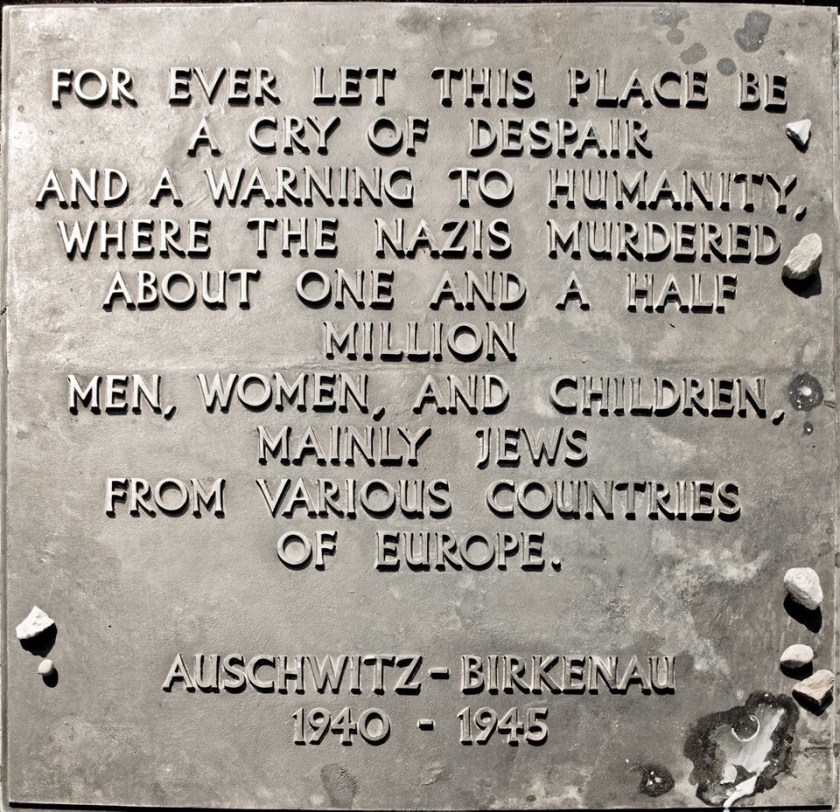 FOR EVER LET THIS PLACE BE
A CRY OF DESPAIR
AND A WARNING TO HUMANITY,
WHERE THE NAZIS MURDERED
ABOUT ONE AND A HALF
MILLION
MEN, WOMEN, AND CHILDREN,
MAINLY JEWS
FROM VARIOUS COUNTRIES
OF EUROPE.
AUSCHWITZ-BIRKENAU
1940 - 1945